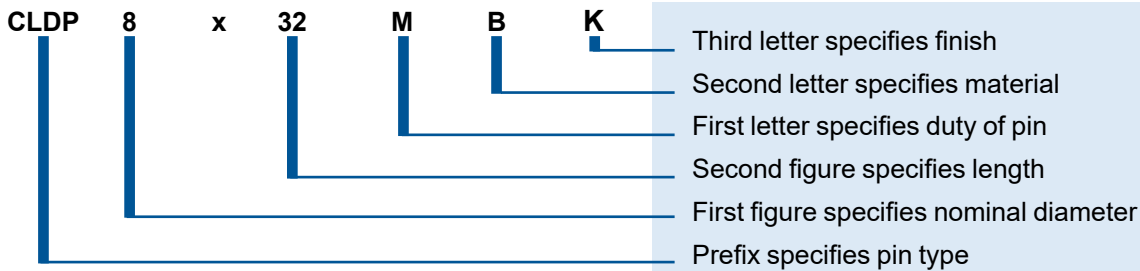 CLDP 8 x 32 M B K
Third letter specifies finish
Second letter specifies material
First letter specifies duty of pin
Second figure specifies length
First figure specifies nominal diameter
Prefix specifies pin type